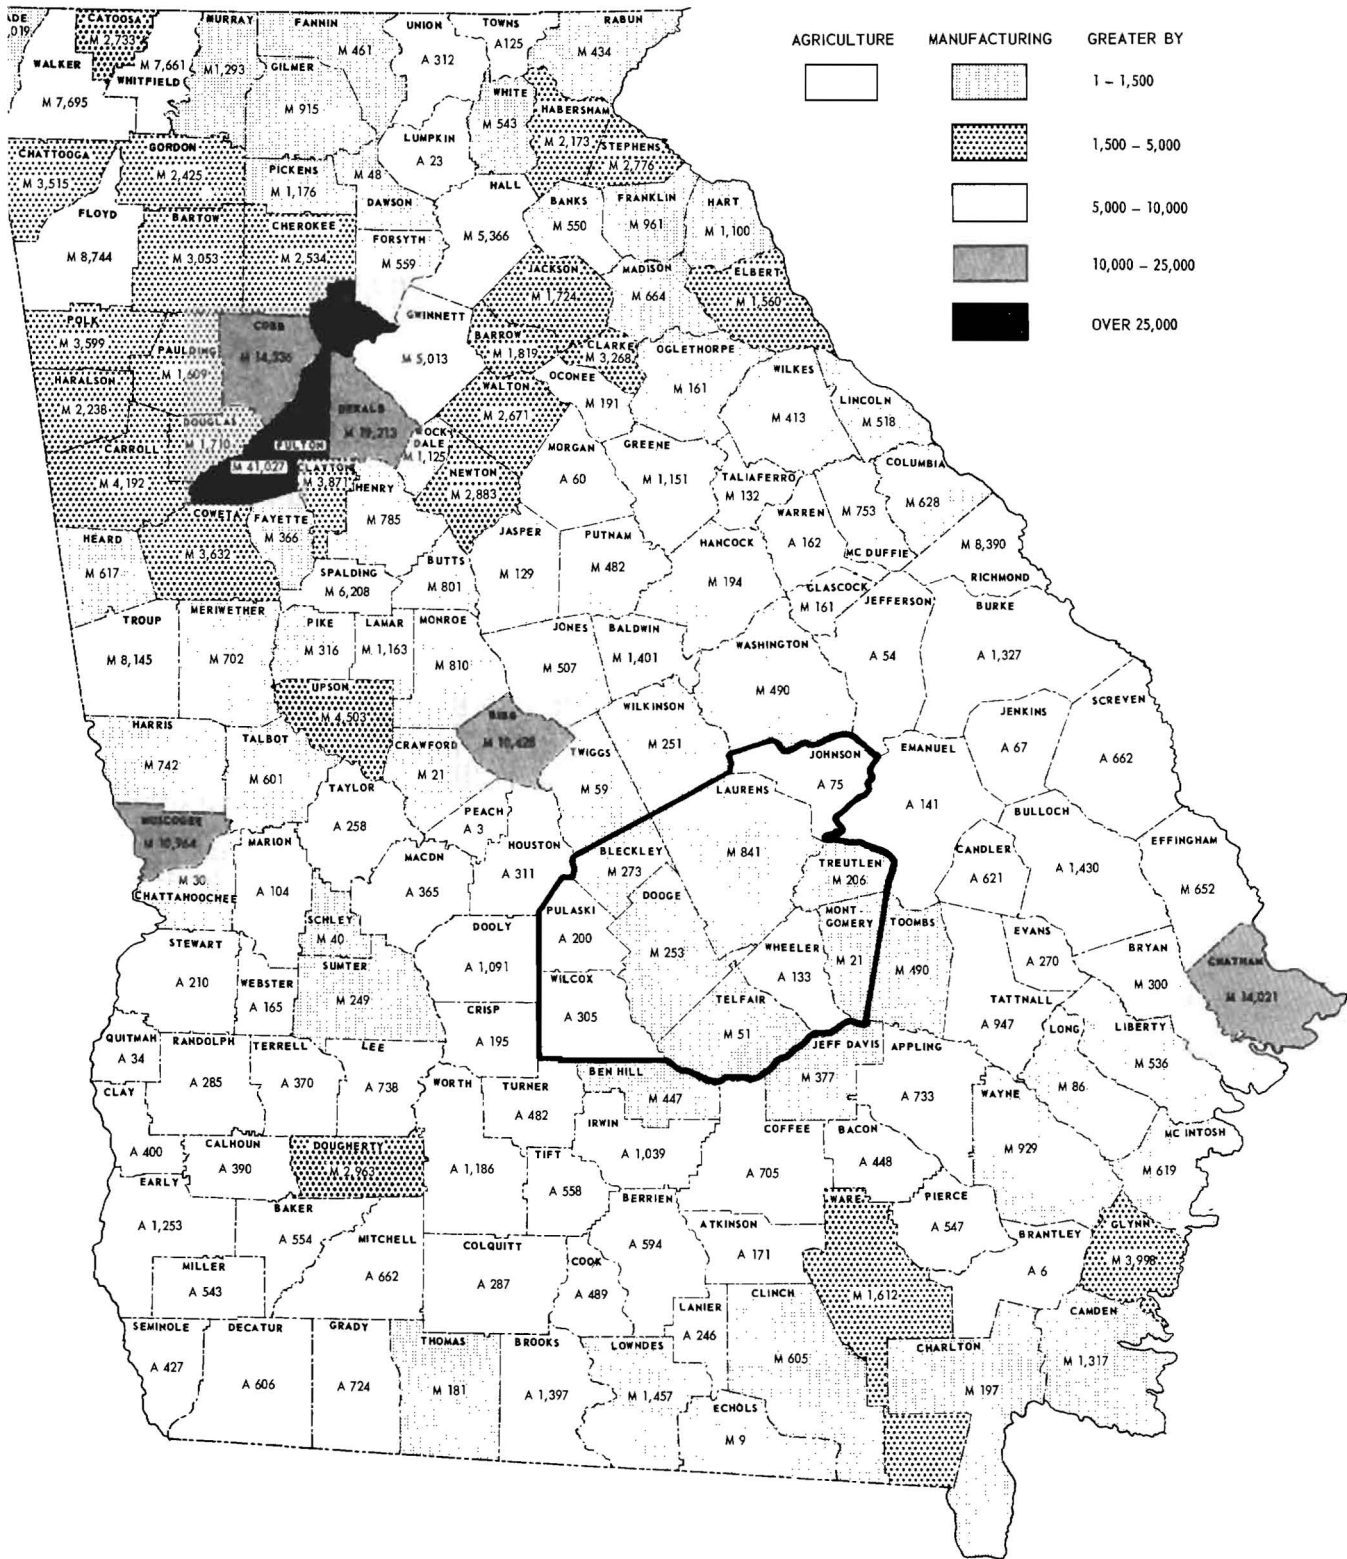 AGRICULTURE MANUFACTURING GREATER BY
1 – 1,500
1,500 – 5,000
5,000 – 10,000
10,000 – 25,000
OVER 25,000
ADE
,019
CATOOSA
M 2,733
WALKER
M 7,695
M 7,661
WHITFIELD
MURRAY
M1,293
FANNIN
M 461
GILMER
M 915
UNION
A 312
TOWNS
A125
RABUN
M 434
WHITE
M 543
HABERSHAM
M 2,173
STEPHENS
M 2,776
LUMPKIN
A 23
CHATTOOGA
M 3,515
GORDON
M 2,425
PICKENS
M 1,176
M 48
DAWSON
HALL
M 5,366
BANKS
M 550
FRANKLIN
M 961
HART
M 1,100
FLOYD
M 8,744
BARTOW
M 3,053
CHEROKEE
M 2,534
FORSYTH
M 559
JACKSON
M 1,724
MADISON
M 664
ELBERT
M 1,560
POLK
M 3,599
PAULDING
M 1,609
COBB
M 14,336
GWINNETT
M 5,013
BARROW
M 1,819
CLARKE
M 3,268
OGLETHORPE
M 161
WILKES
M 413
LINCOLN
M 518
HARALSON
M 2,238
DOUGLAS
M 1,710
FULTON
M 41,027
DEKALB
M 19,213
ROCK
DALE
M 1,125
WALTON
M 2,671
OCONEE
M 191
CARROLL
M 4,192
CLAYTON
M 3,871
HENRY
M 785
NEWTON
M 2,883
MORGAN
A 60
GREENE
M 1,151
TALIAFERRO
M 132
COLUMBIA
M 628
M 753
MC DUFFIE
WARREN
A 162
M 8,390
RICHMOND
HEARD
M 617
COWETA
M 3,632
FAYETTE
M 366
SPALDING
M 6,208
BUTTS
M 801
JASPER
M 129
PUTNAM
M 482
HANCOCK
M 194
GLASCOCK
M 161
JEFFERSON
A 54
BURKE
A 1,327
TROUP
M 8,145
MERIWETHER
M 702
PIKE
M 316
LAMAR
M 1,163
MONROE
M 810
JONES
M 507
BALDWIN
M 1,401
WASHINGTON
M 490
UPSON
M 4,503
BIBB
M 10,425
WILKINSON
M 251
SCREVEN
A 662
JENKINS
A 67
HARRIS
M 742
TALBOT
M 601
CRAWFORD
M 21
TWIGGS
M 59
JOHNSON
A 75
EMANUEL
A 141
LAURENS
M 841
TAYLOR
A 258
PEACH
A 3
HOUSTON
A 311
BULLOCH
A 1,430
EFFINGHAM
M 652
MUSCOGEE
M 10,964
M 30
CHATTAHOOCHEE
MARION
A 104
MACON
A 365
BLECKLEY
M 273
DODGE
M 253
TREUTLEN
M 206
CANDLER
A 621
SCHLEY
M 40
DOOLY
A 1,091
PULASKI
A 200
WHEELER
A 133
MONT
GOMERY
M 21
TOOMBS
M 490
EVANS
A 270
BRYAN
M 300
CHATHAM
M 14,021
STEWART
A 210
WEBSTER
A 165
SUMTER
M 249
CRISP
A 195
WILCOX
A 305
TELFAIR
M 51
TATTNALL
A 947
LONG
M 86
LIBERTY
M 536
QUITMAN
A 34
RANDOLPH
A 285
TERRELL
A 370
LEE
A 738
WORTH
A 1,186
TURNER
A 482
BEN HILL
M 447
JEFF DAVIS
M 377
APPLING
A 733
WAYNE
M 929
MC INTOSH
M 619
CLAY
A 400
CALHOUN
A 390
DOUGHERTY
M 2,963
TIFT
A 558
IRWIN
A 1,039
COFFEE
A 705
BACON
A 448
EARLY
A 1,253
BAKER
A 554
MITCHELL
A 662
COLQUITT
A 287
COOK
A 489
BERRIEN
A 594
ATKINSON
A 171
WARE
M 1,612
PIERCE
A 547
BRANTLEY
A 6
GLYNN
M 3,998
MILLER
A 543
SEMINOLE
A 427
DECATUR
A 606
GRADY
A 724
THOMAS
M 181
BROOKS
A 1,397
LOWNDES
M 1,457
LANIER
A 246
CLINCH
M 605
ECHOLS
M 9
CHARLTON
M 197
CAMDEN
M 1,317